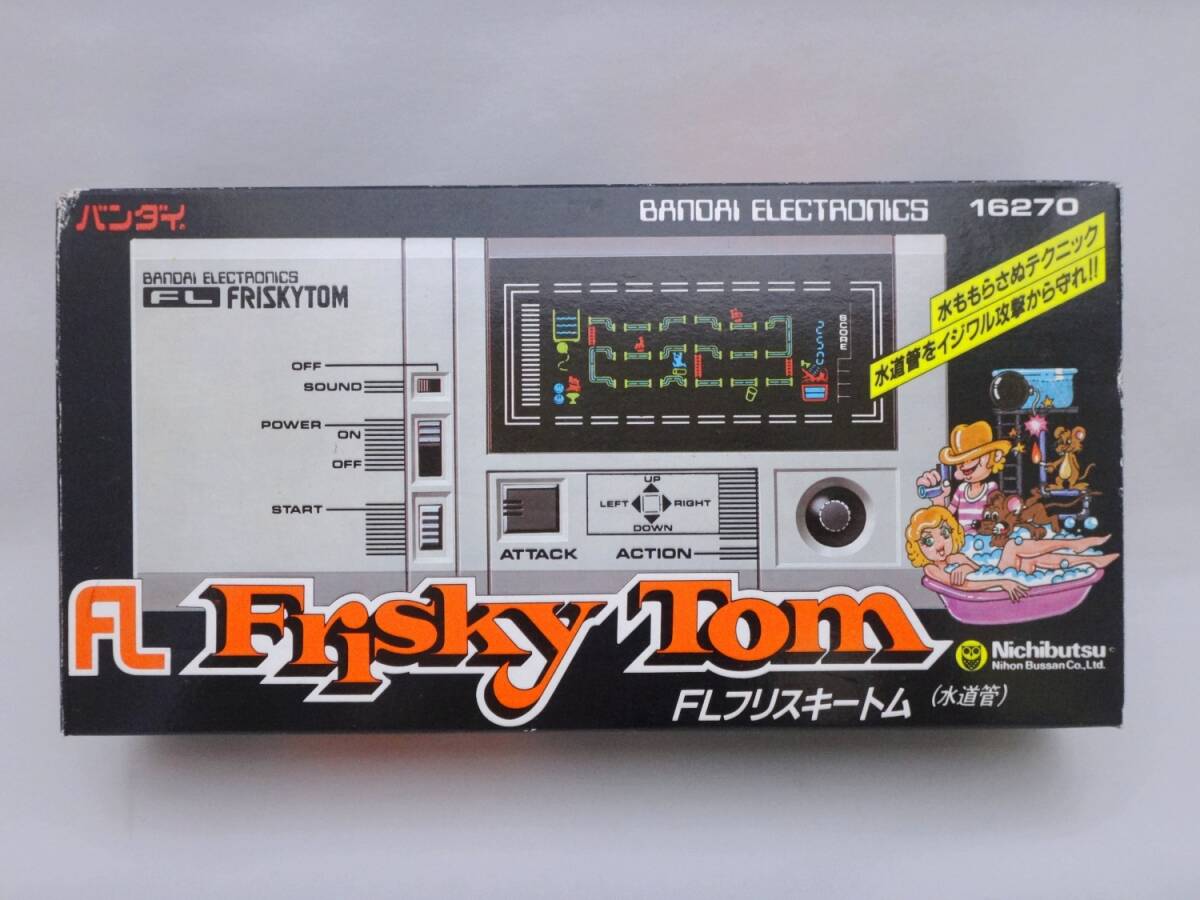 バンダイ
BANDAI ELECTRONICS 16270
水ももらさぬテクニック
水道管をイジワル攻撃から守れ!!
BANDAI ELECTRONICS
FL FRISKYTOM
SCORE
OFF
SOUND
POWER
ON
OFF
START
ATTACK
UP
LEFT RIGHT
DOWN
ACTION
FL Frisky Tom
Nichibutsu
Nihon Bussan Co., Ltd.
FLフリスキートム (水道管)